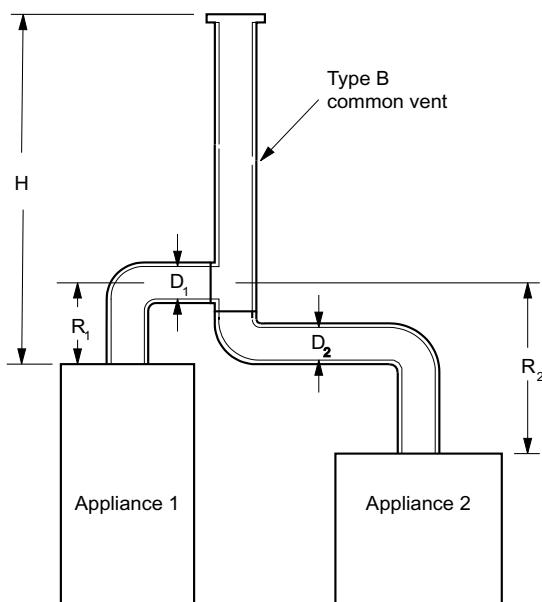 Type B
common vent
H
D₁
R₁
D₂
R₂
Appliance 1
Appliance 2